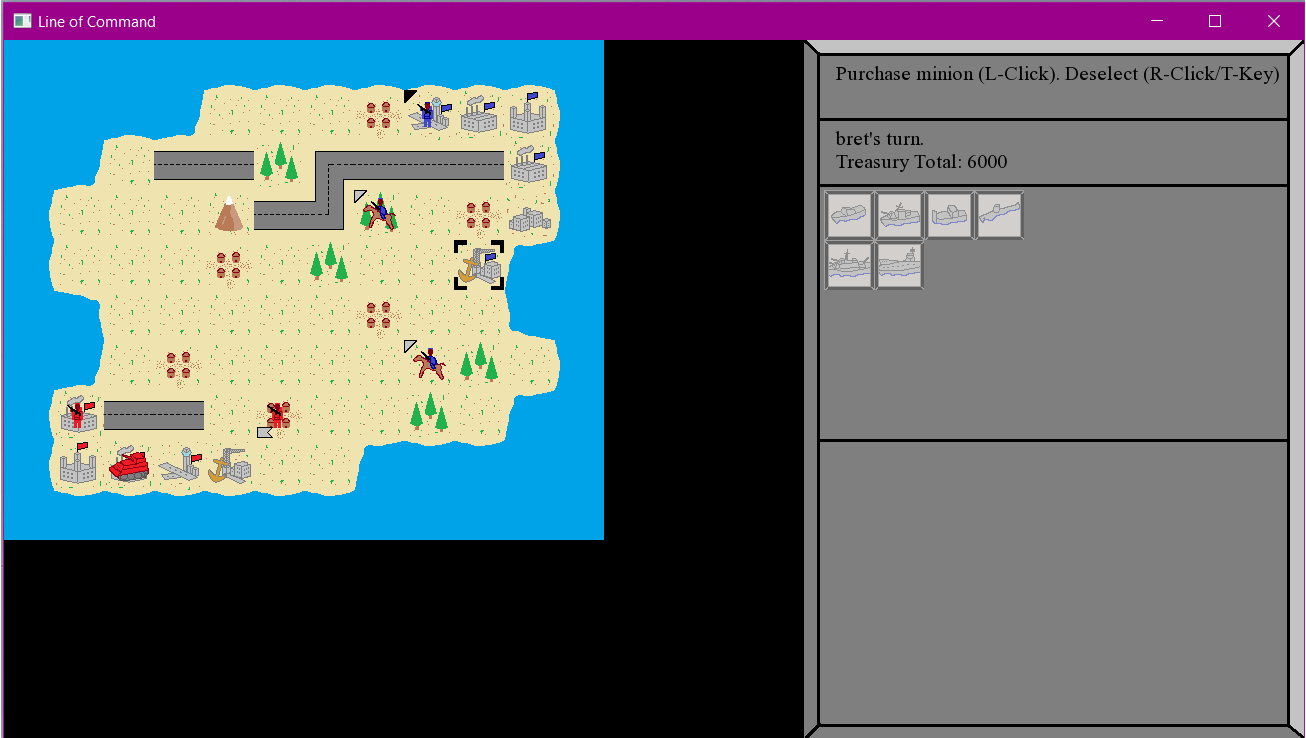 Line of Command
Purchase minion (L-Click). Deselect (R-Click/T-Key)
bret's turn.
Treasury Total: 6000